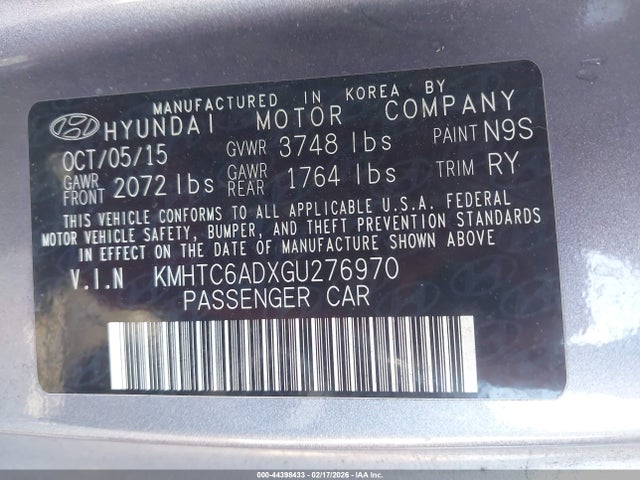 MANUFACTURED IN KOREA BY
HYUNDAI MOTOR COMPANY
OCT/05/15 GVWR 3748 lbs PAINT N9S
GAWR FRONT 2072 lbs GAWR REAR 1764 lbs TRIM RY
THIS VEHICLE CONFORMS TO ALL APPLICABLE U.S.A. FEDERAL
MOTOR VEHICLE SAFETY, BUMPER, AND THEFT PREVENTION STANDARDS
IN EFFECT ON THE DATE OF MANUFACTURE SHOWN ABOVE.
V.I.N KMHTC6ADXGU276970
PASSENGER CAR
000-44398433 - 02/17/2026 - IAA, Inc.